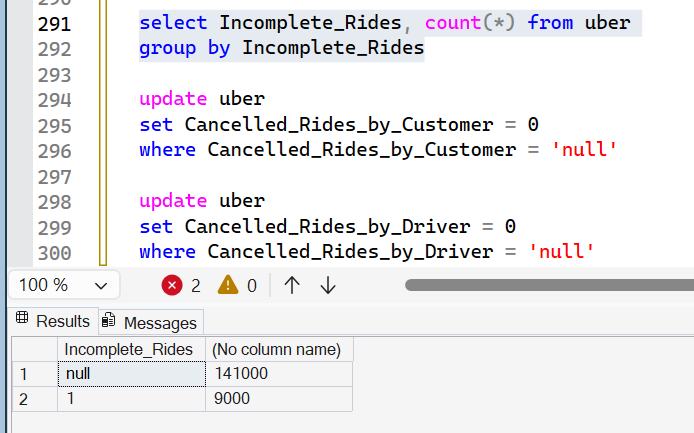 290
291 select Incomplete_Rides, count(*) from uber
292 group by Incomplete_Rides
293
294 update uber
295 set Cancelled_Rides_by_Customer = 0
296 where Cancelled_Rides_by_Customer = 'null'
297
298 update uber
299 set Cancelled_Rides_by_Driver = 0
300 where Cancelled_Rides_by_Driver = 'null'
100 % 2 0
Results Messages
Incomplete_Rides (No column name)
1 null 141000
2 1 9000